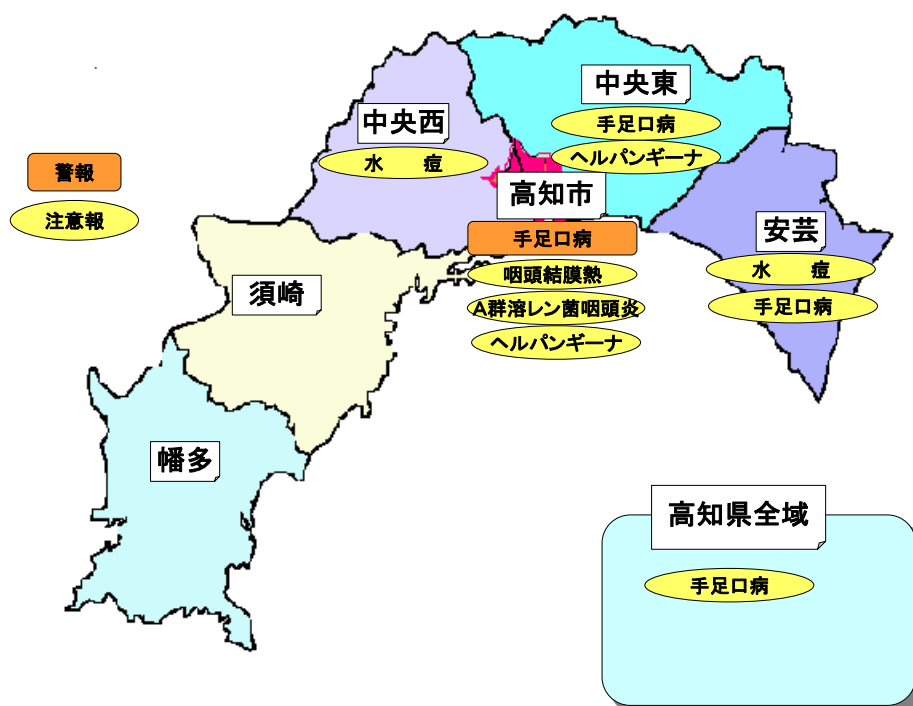 中央東
手足口病
ヘルパンギーナ
中央西
水　痘
警報
注意報
高知市
手足口病
咽頭結膜熱
A群溶レン菌咽頭炎
ヘルパンギーナ
安芸
水　痘
手足口病
須崎
幡多
高知県全域
手足口病